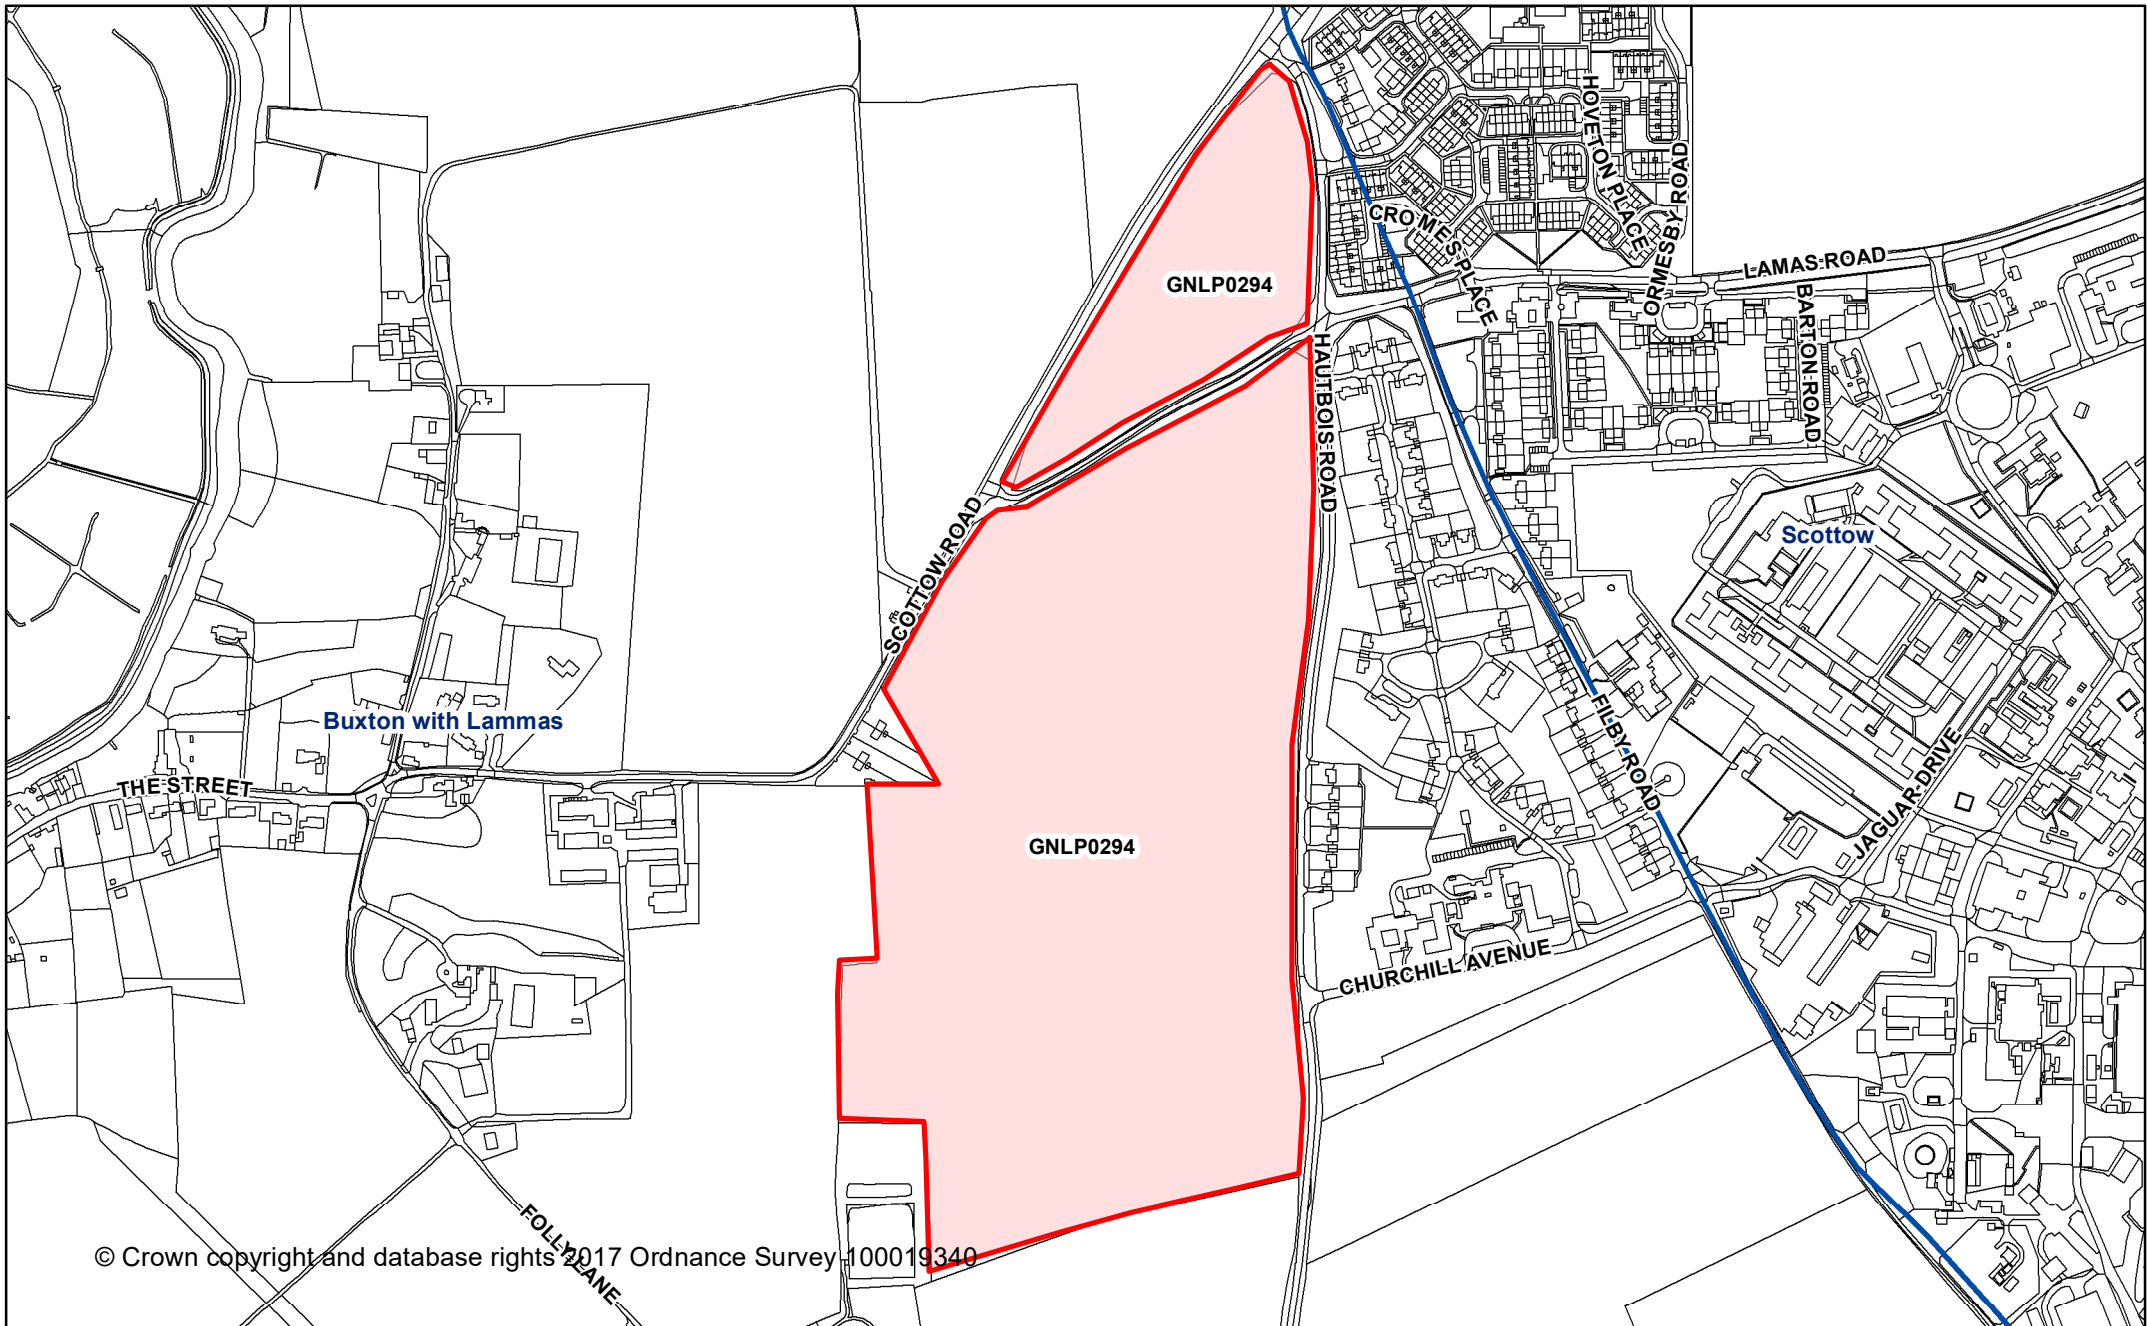 HOVETON PLACE
ORMESBY ROAD
CROMES PLACE
LAMAS ROAD
GNLP0294
BARTON ROAD
HAUTBOIS ROAD
SCOTTOW ROAD
Scottow
Buxton with Lammas
FILBY ROAD
THE STREET
JAGUAR DRIVE
GNLP0294
CHURCHILL AVENUE
FOLLY LANE
© Crown copyright and database rights 2017 Ordnance Survey 100019340